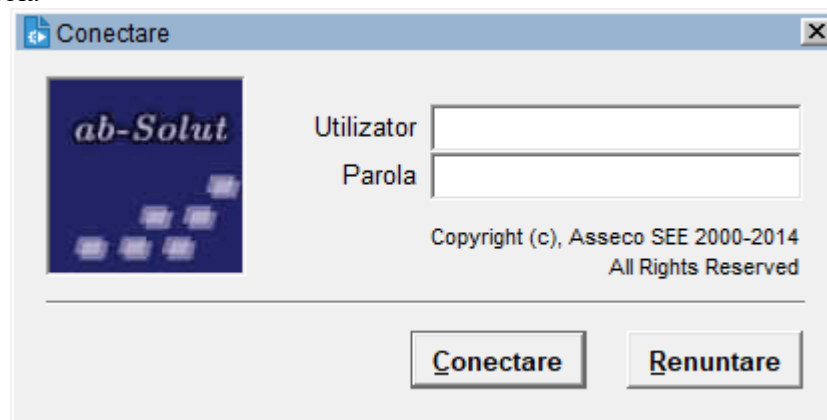 Conectare
ab-Solut
Utilizator
Parola
Copyright (c), Asseco SEE 2000-2014
All Rights Reserved
Conectare
Renuntare